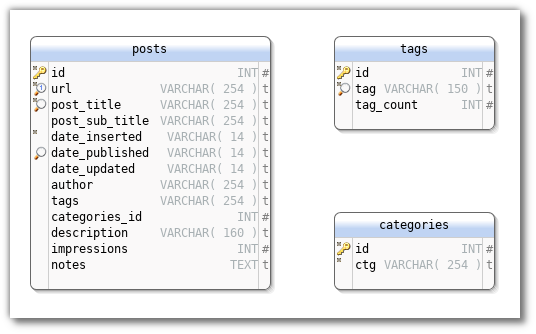 posts
id INT #
url VARCHAR( 254 ) t
post_title VARCHAR( 254 ) t
post_sub_title VARCHAR( 254 ) t
date_inserted VARCHAR( 14 ) t
date_published VARCHAR( 14 ) t
date_updated VARCHAR( 14 ) t
author VARCHAR( 254 ) t
tags VARCHAR( 254 ) t
categories_id INT #
description VARCHAR( 160 ) t
impressions INT #
notes TEXT t
tags
id INT #
tag VARCHAR( 150 ) t
tag_count INT #
categories
id INT #
ctg VARCHAR( 254 ) t